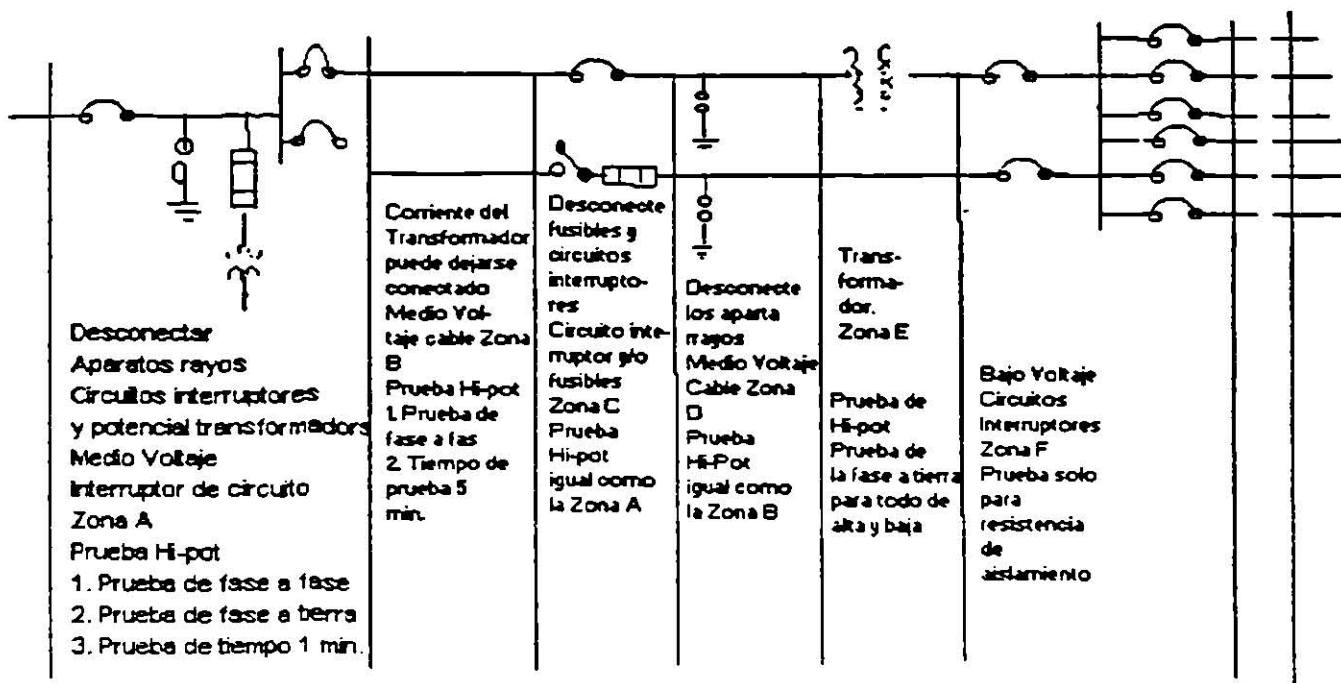 Desconectar
Aparatos rayos
Circuitos interruptores
y potencial transformadors
Medio Voltaje
Interruptor de circuito
Zona A
Prueba Hi-pot
1. Prueba de fase a fase
2. Prueba de fase a tierra
3. Prueba de tiempo 1 min.
Corriente del
Transformador
puede dejarse
conectado
Medio Vol-
taje cable Zona
B
Prueba Hi-pot
1. Prueba de
fase a fas
2. Tiempo de
prueba 5
min.
Desconecte
fusibles y
circuitos
interrupto-
res
Circuito inte-
rruptor y/o
fusibles
Zona C
Prueba
Hi-pot
igual como
la Zona A
Desconecte
los aparta
rrayos
Medio Voltaje
Cable Zona
D
Prueba
Hi-Pot
igual como
la Zona B
Trans-
forma-
dor.
Zona E
Prueba de
Hi-pot
Prueba de
la fase a tierra
para todo de
alta y baja
Bajo Voltaje
Circuitos
Interruptores
Zona F
Prueba solo
para
resistencia
de
aislamiento